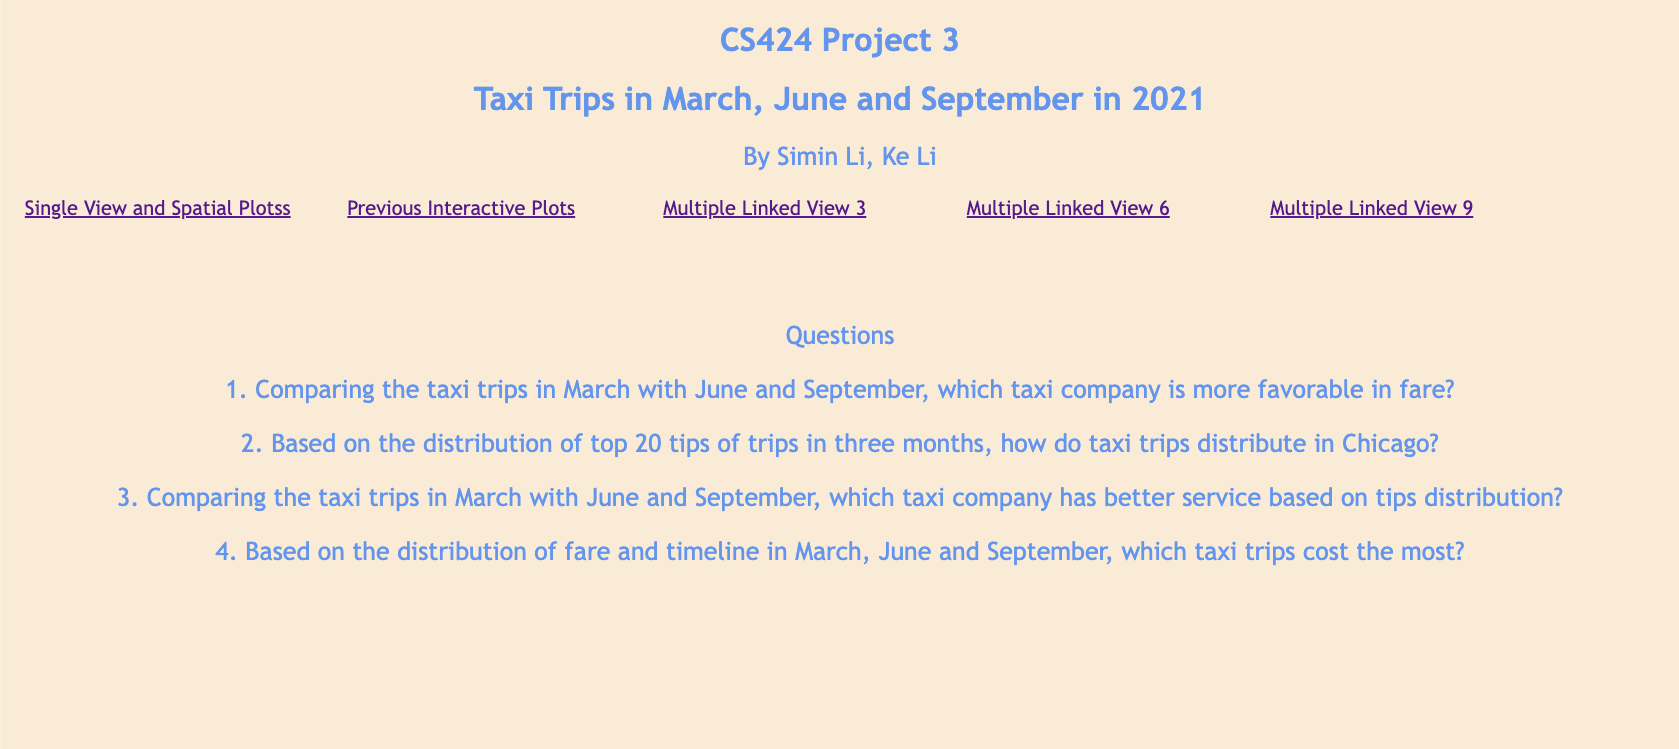 CS424 Project 3
Taxi Trips in March, June and September in 2021
By Simin Li, Ke Li
Single View and Spatial Plotss Previous Interactive Plots Multiple Linked View 3 Multiple Linked View 6 Multiple Linked View 9
Questions
1. Comparing the taxi trips in March with June and September, which taxi company is more favorable in fare?
2. Based on the distribution of top 20 tips of trips in three months, how do taxi trips distribute in Chicago?
3. Comparing the taxi trips in March with June and September, which taxi company has better service based on tips distribution?
4. Based on the distribution of fare and timeline in March, June and September, which taxi trips cost the most?